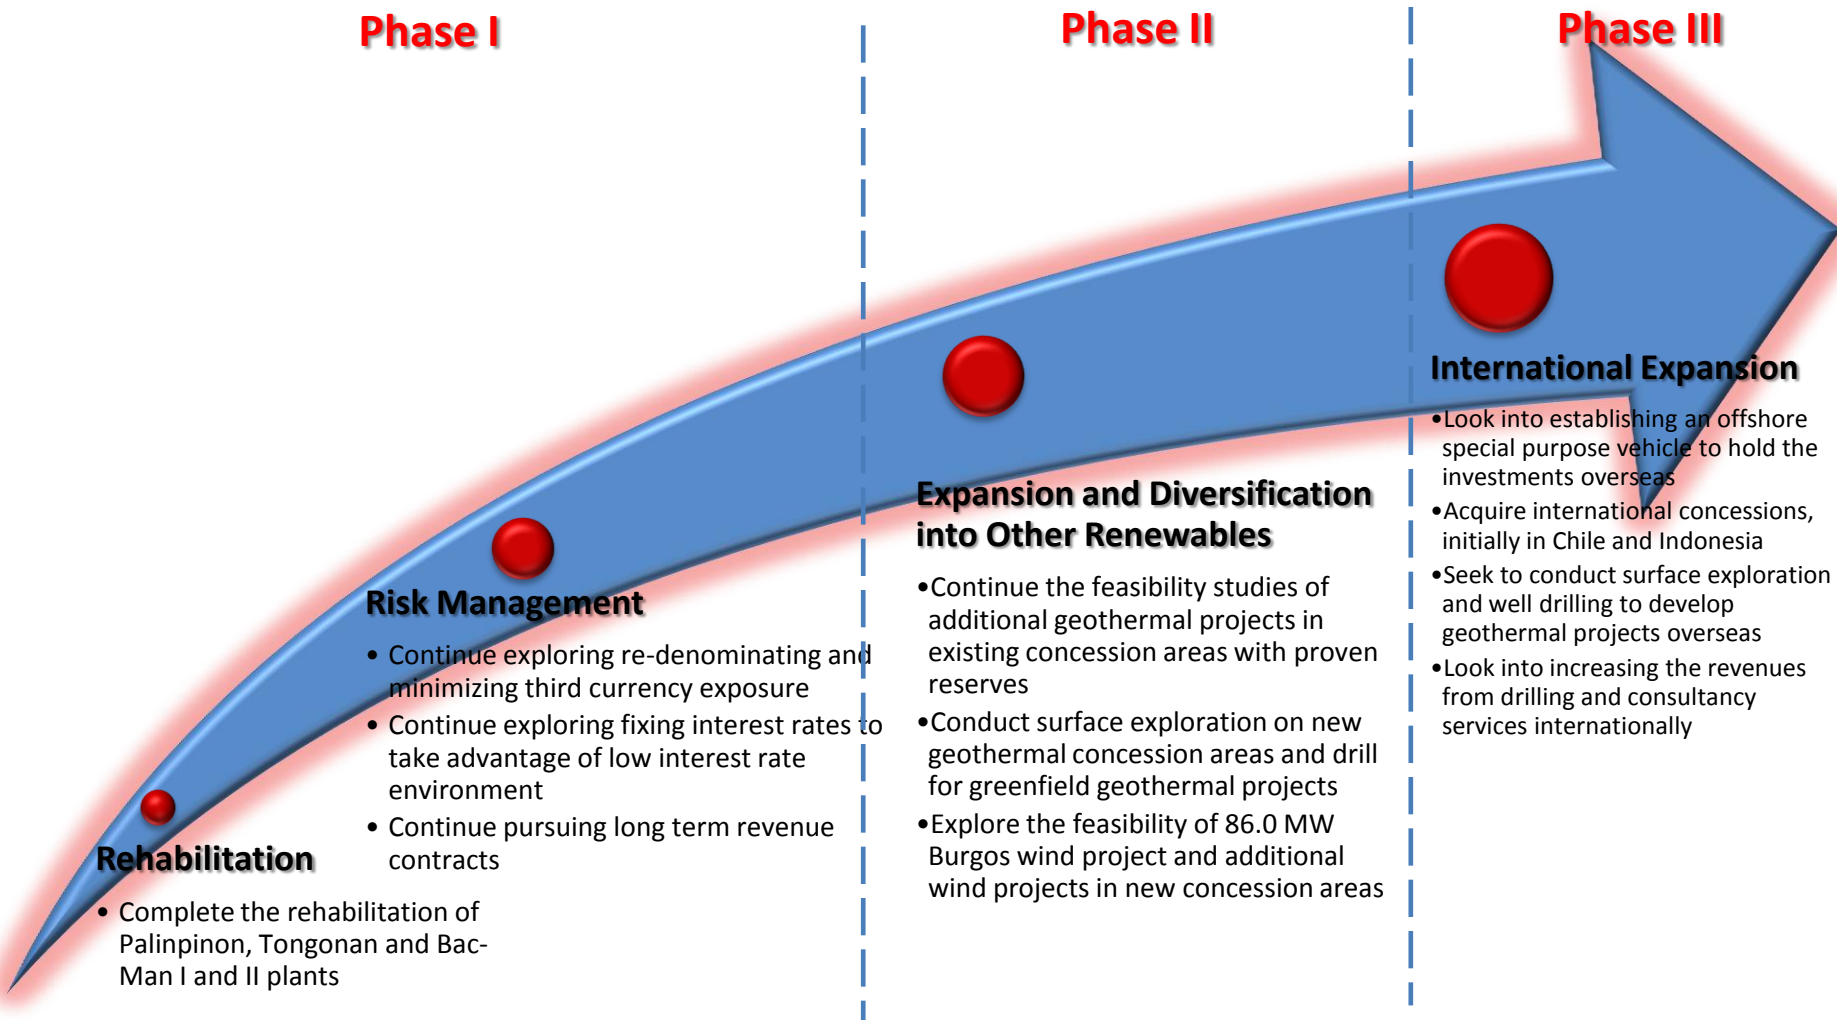 Phase I
Phase II
Phase III
Rehabilitation
• Complete the rehabilitation of
Palinpinon, Tongonan and Bac-
Man I and II plants
Risk Management
• Continue exploring re-denominating and
minimizing third currency exposure
• Continue exploring fixing interest rates to
take advantage of low interest rate
environment
• Continue pursuing long term revenue
contracts
Expansion and Diversification
into Other Renewables
•Continue the feasibility studies of
additional geothermal projects in
existing concession areas with proven
reserves
•Conduct surface exploration on new
geothermal concession areas and drill
for greenfield geothermal projects
•Explore the feasibility of 86.0 MW
Burgos wind project and additional
wind projects in new concession areas
International Expansion
•Look into establishing an offshore
special purpose vehicle to hold the
investments overseas
•Acquire international concessions,
initially in Chile and Indonesia
•Seek to conduct surface exploration
and well drilling to develop
geothermal projects overseas
•Look into increasing the revenues
from drilling and consultancy
services internationally